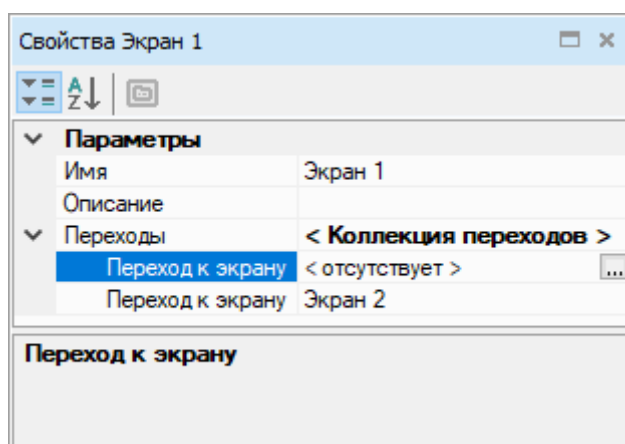 Свойства Экран 1
A
Z
Параметры
Имя Экран 1
Описание
Переходы < Коллекция переходов >
Переход к экрану < отсутствует > ...
Переход к экрану Экран 2
Переход к экрану